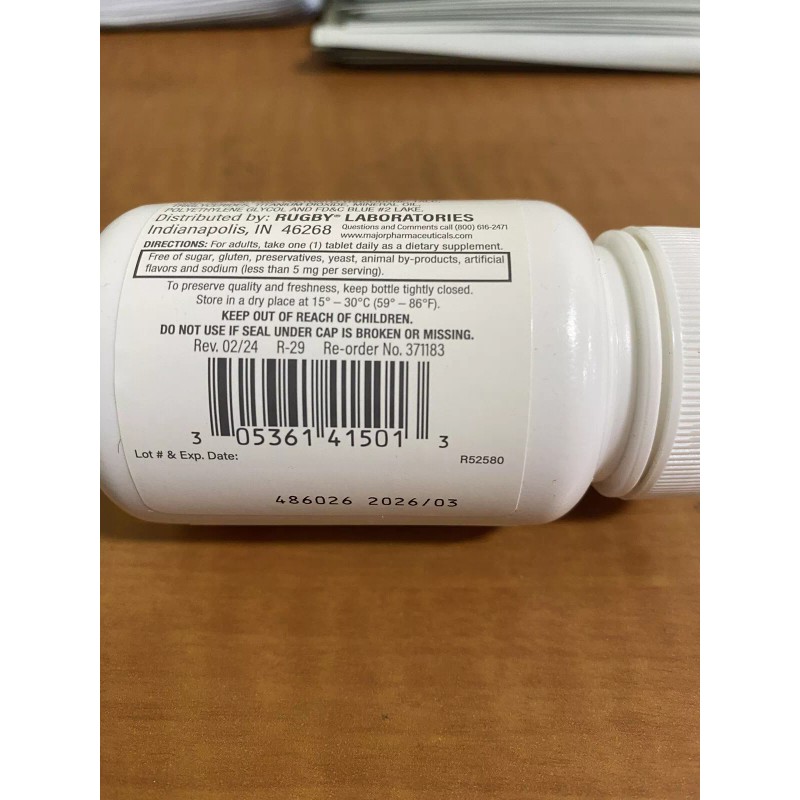 POLYETHYLENE GLYCOL AND FD&C BLUE #2 LAKE.
Distributed by: RUGBY® LABORATORIES
Indianapolis, IN 46268 Questions and Comments call (800) 616-2471
www.majorpharmaceuticals.com
DIRECTIONS: For adults, take one (1) tablet daily as a dietary supplement.
Free of sugar, gluten, preservatives, yeast, animal by-products, artificial
flavors and sodium (less than 5 mg per serving).
To preserve quality and freshness, keep bottle tightly closed.
Store in a dry place at 15° – 30°C (59° – 86°F).
KEEP OUT OF REACH OF CHILDREN.
DO NOT USE IF SEAL UNDER CAP IS BROKEN OR MISSING.
Rev. 02/24 R-29 Re-order No. 371183
3 05361 41501 3
Lot # & Exp. Date: R52580
486026 2026/03